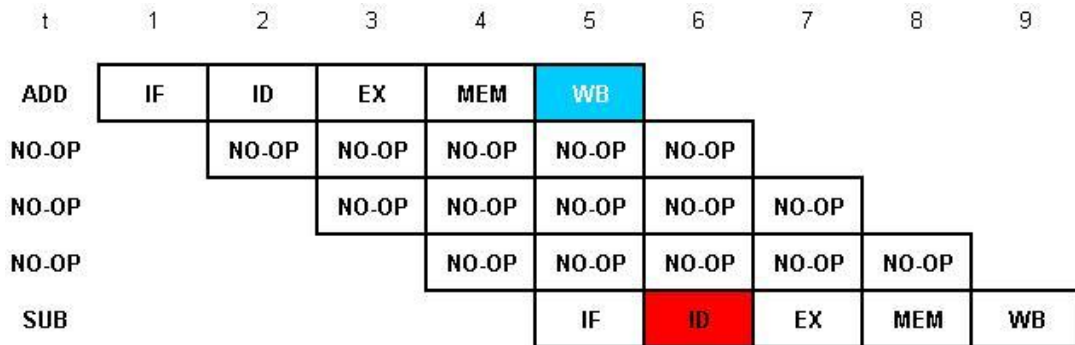 t 1 2 3 4 5 6 7 8 9
ADD IF ID EX MEM WB
NO-OP NO-OP NO-OP NO-OP NO-OP NO-OP
NO-OP NO-OP NO-OP NO-OP NO-OP NO-OP
NO-OP NO-OP NO-OP NO-OP NO-OP NO-OP
SUB IF ID EX MEM WB